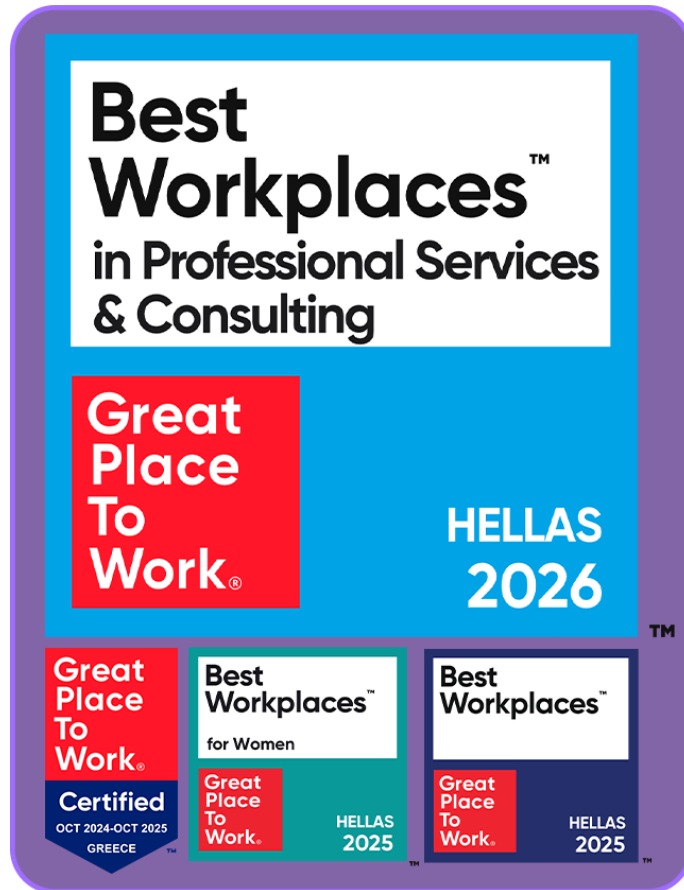 Best
Workplaces™
in Professional Services
& Consulting
Great
Place
To
Work®
HELLAS
2026
™
Great
Place
To
Work®
Certified
OCT 2024-OCT 2025
GREECE
™
Best
Workplaces™
for Women
Great
Place
To
Work®
HELLAS
2025
™
Best
Workplaces™
Great
Place
To
Work®
HELLAS
2025
™